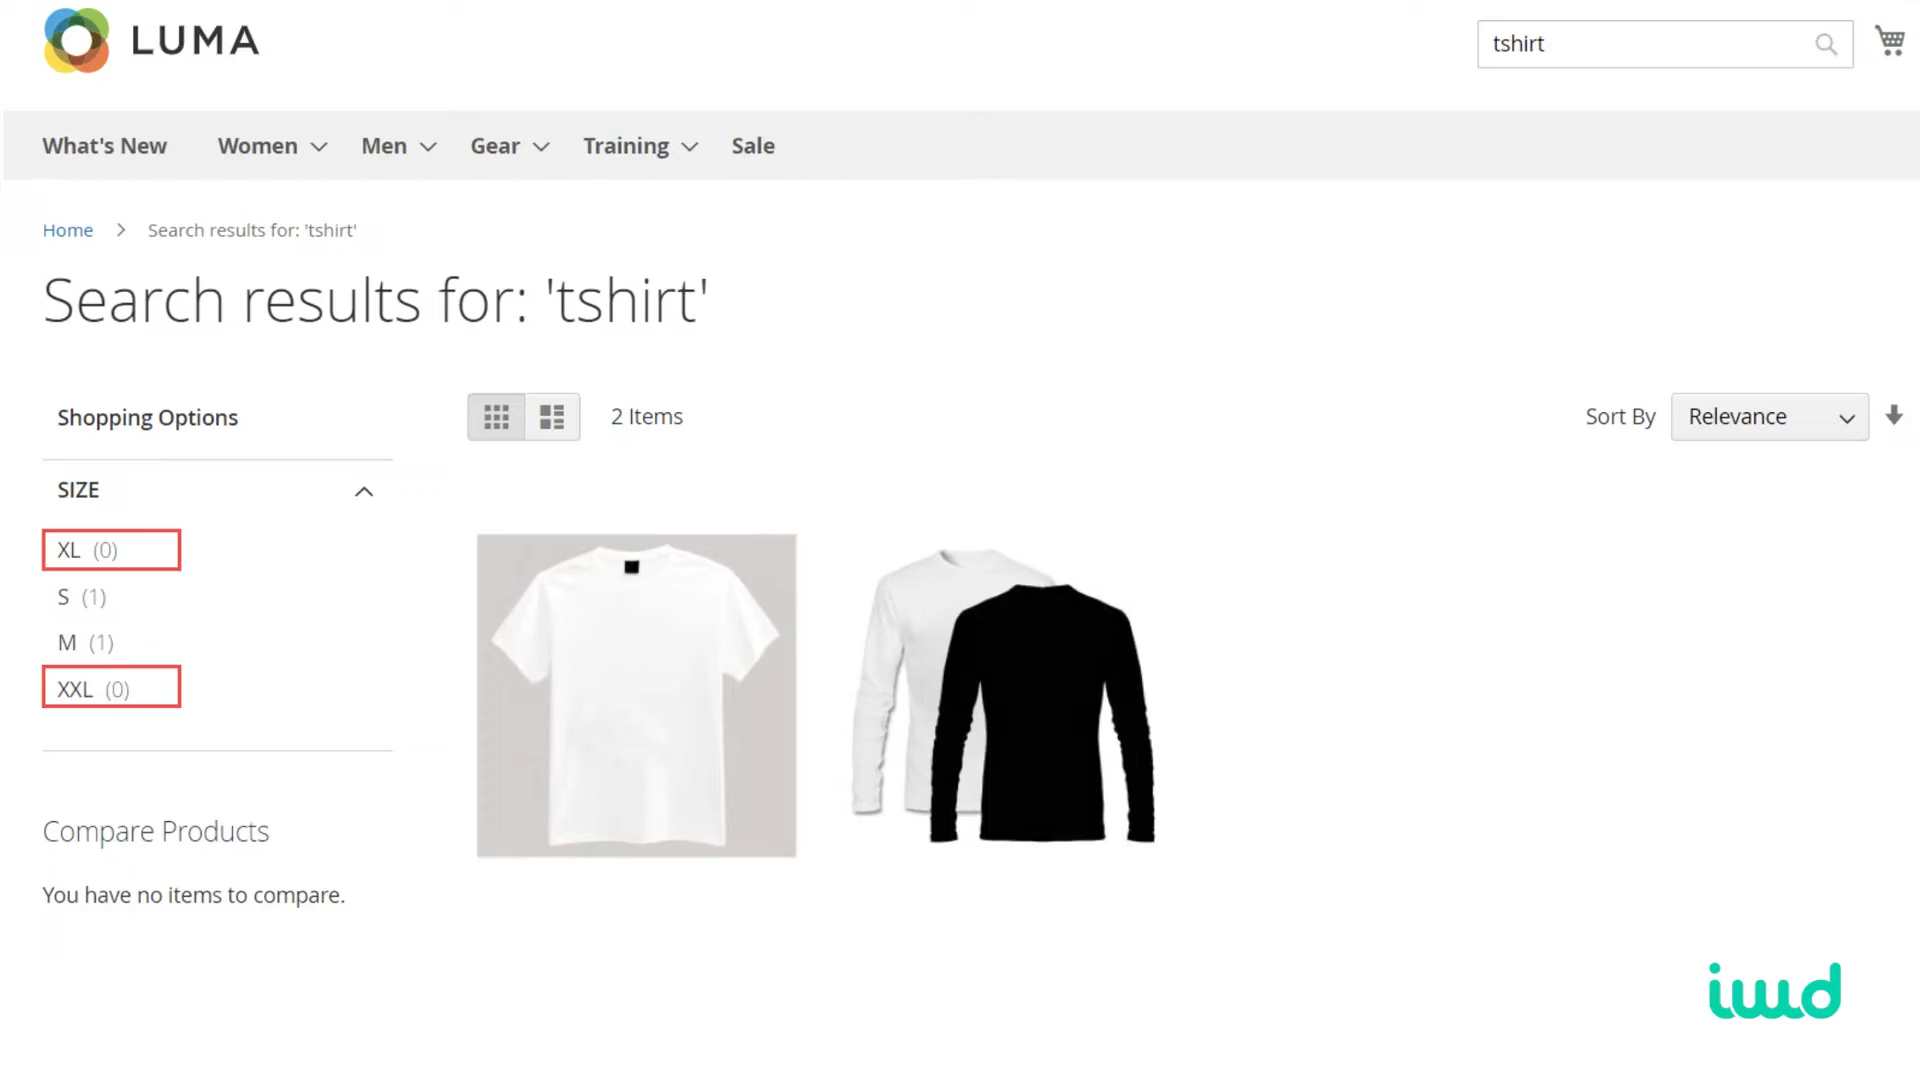 LUMA
tshirt
What's New Women Men Gear Training Sale
Home Search results for: 'tshirt'
Search results for: 'tshirt'
Shopping Options
2 Items
Sort By Relevance
SIZE
XL (0)
S (1)
M (1)
XXL (0)
Compare Products
You have no items to compare.
iwd